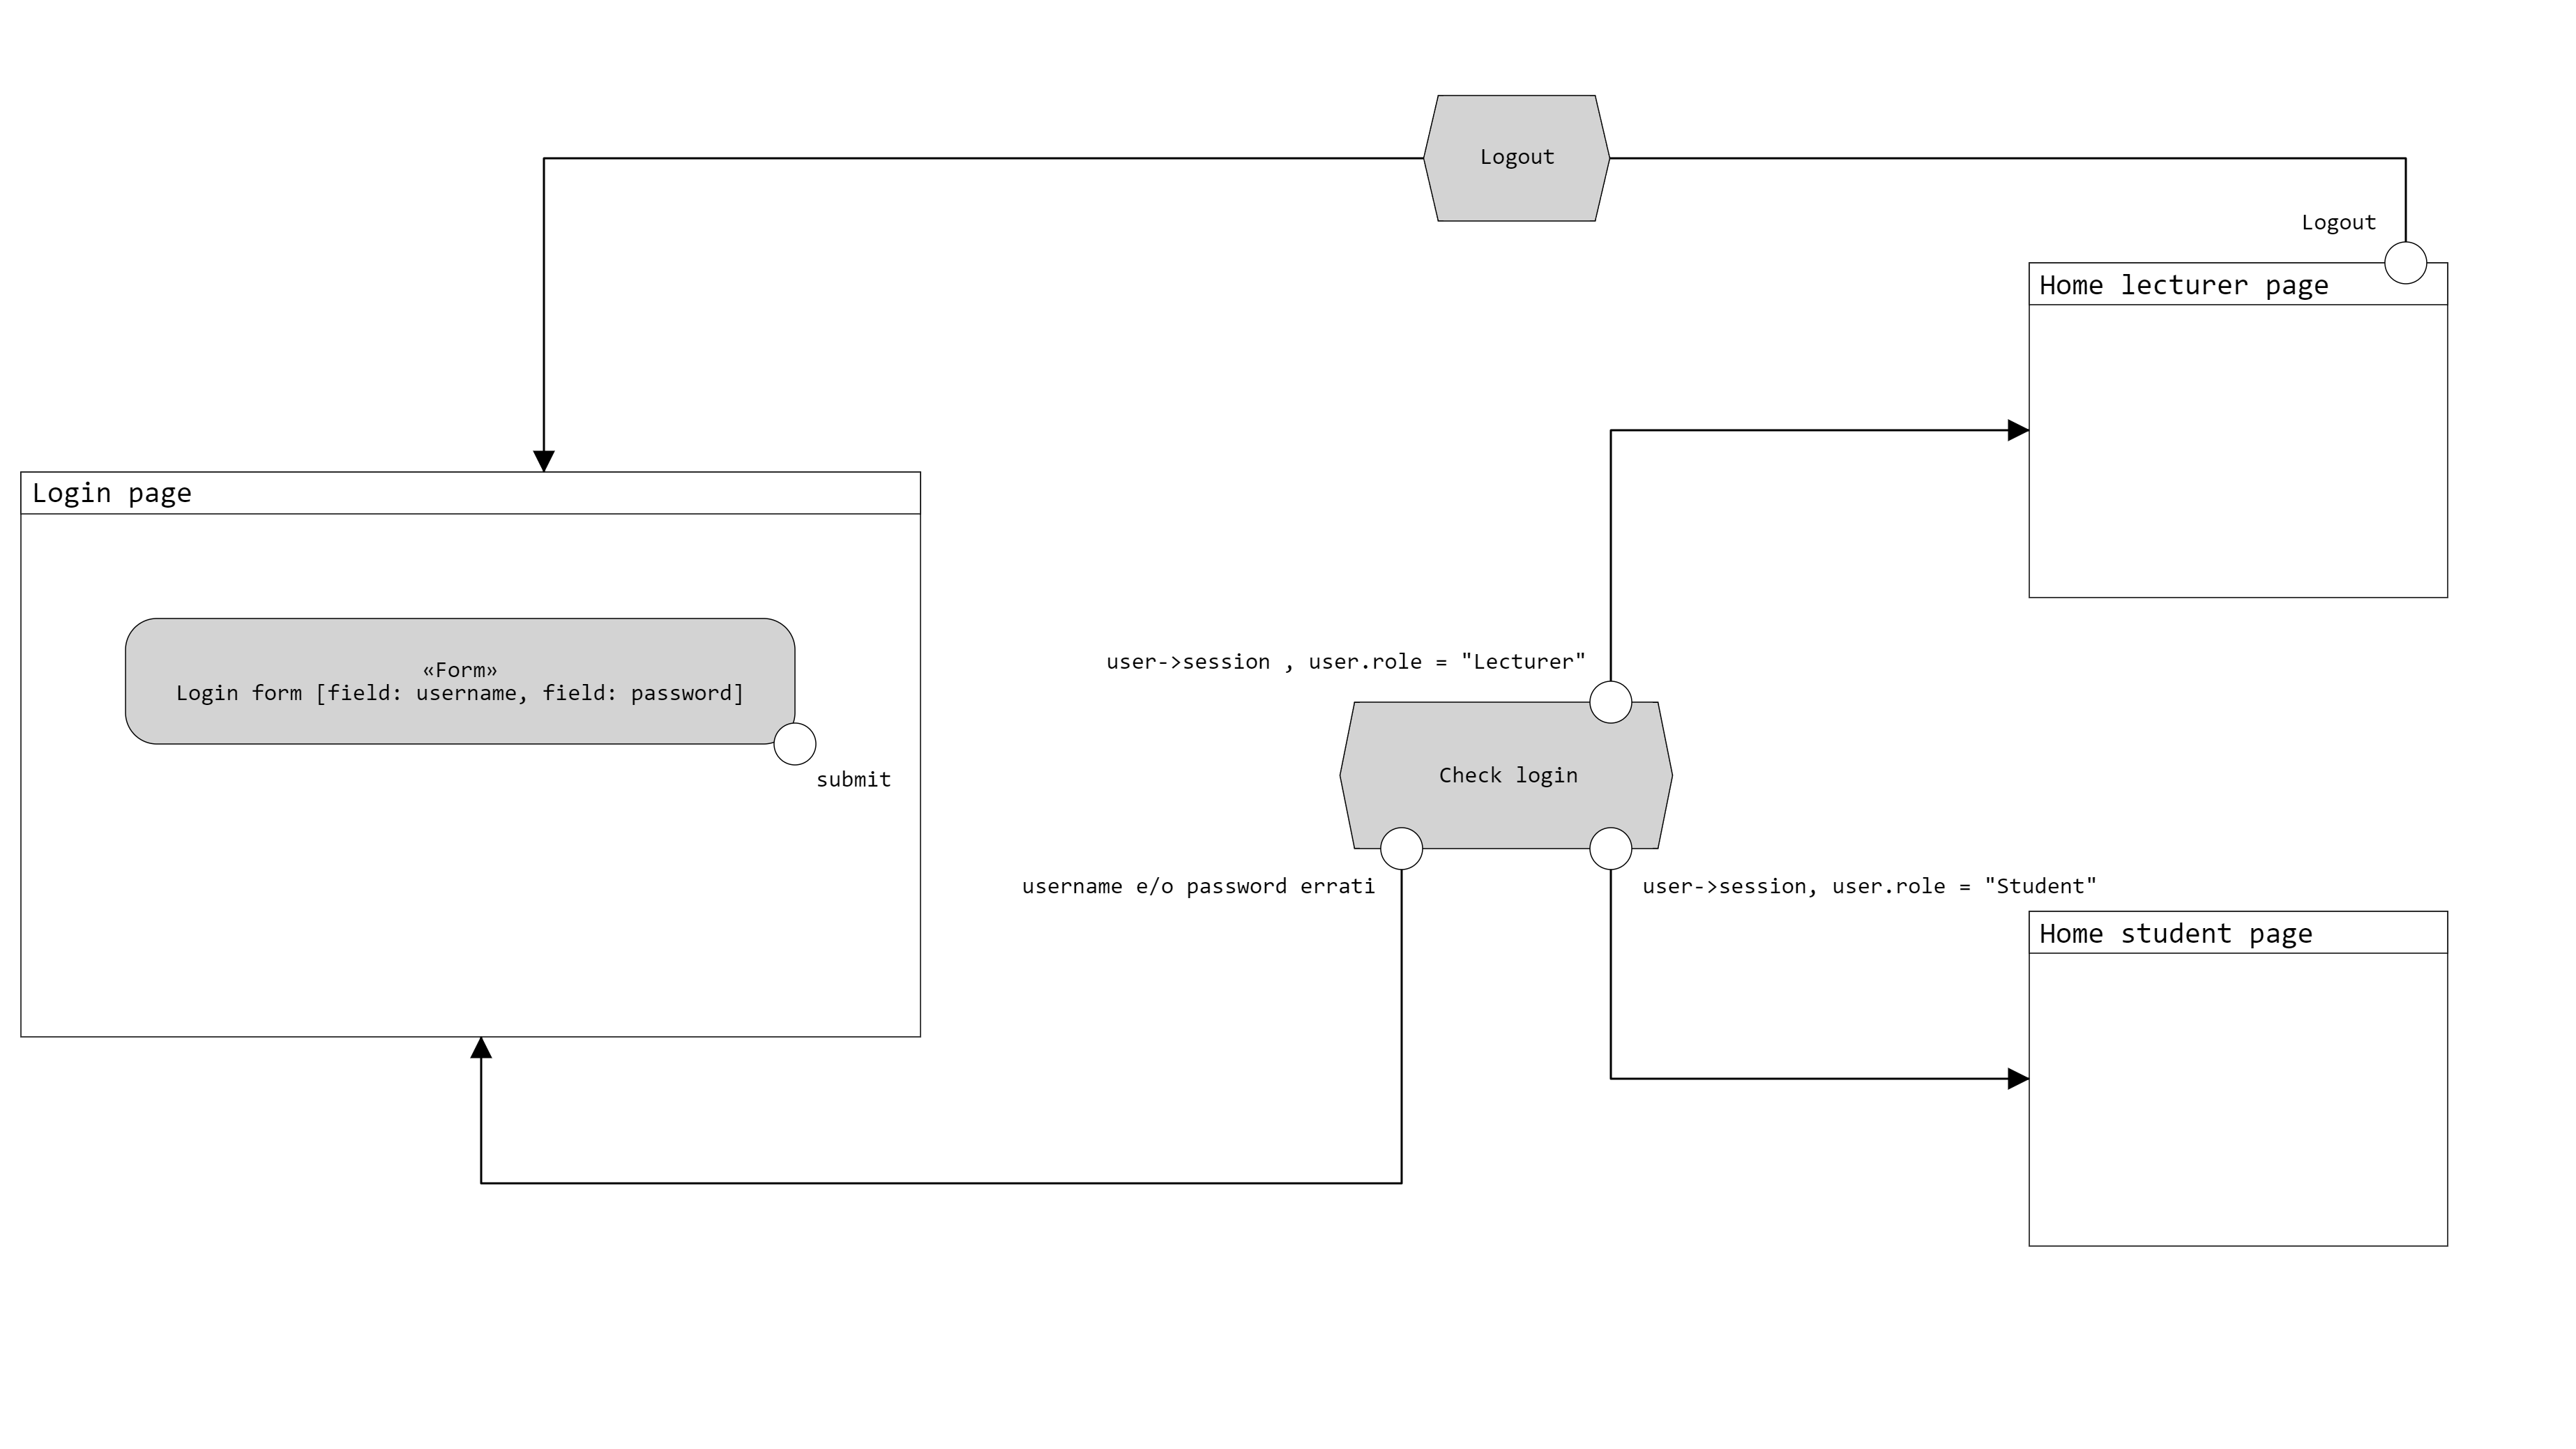 Logout
Logout
Home lecturer page
Login page
«Form»
Login form [field: username, field: password]
submit
user->session , user.role = "Lecturer"
Check login
username e/o password errati
user->session, user.role = "Student"
Home student page